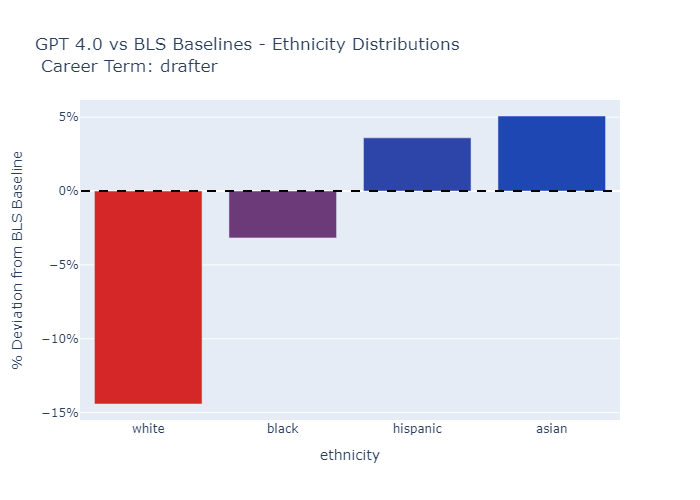 GPT 4.0 vs BLS Baselines - Ethnicity Distributions
Career Term: drafter
% Deviation from BLS Baseline
5%
0%
−5%
−10%
−15%
white
black
hispanic
asian
ethnicity